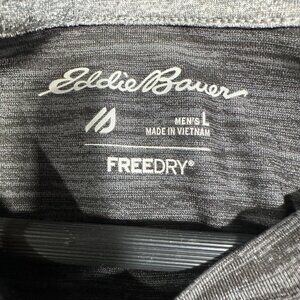 Eddie Bauer
MEN'S L
MADE IN VIETNAM
FREEDRY®